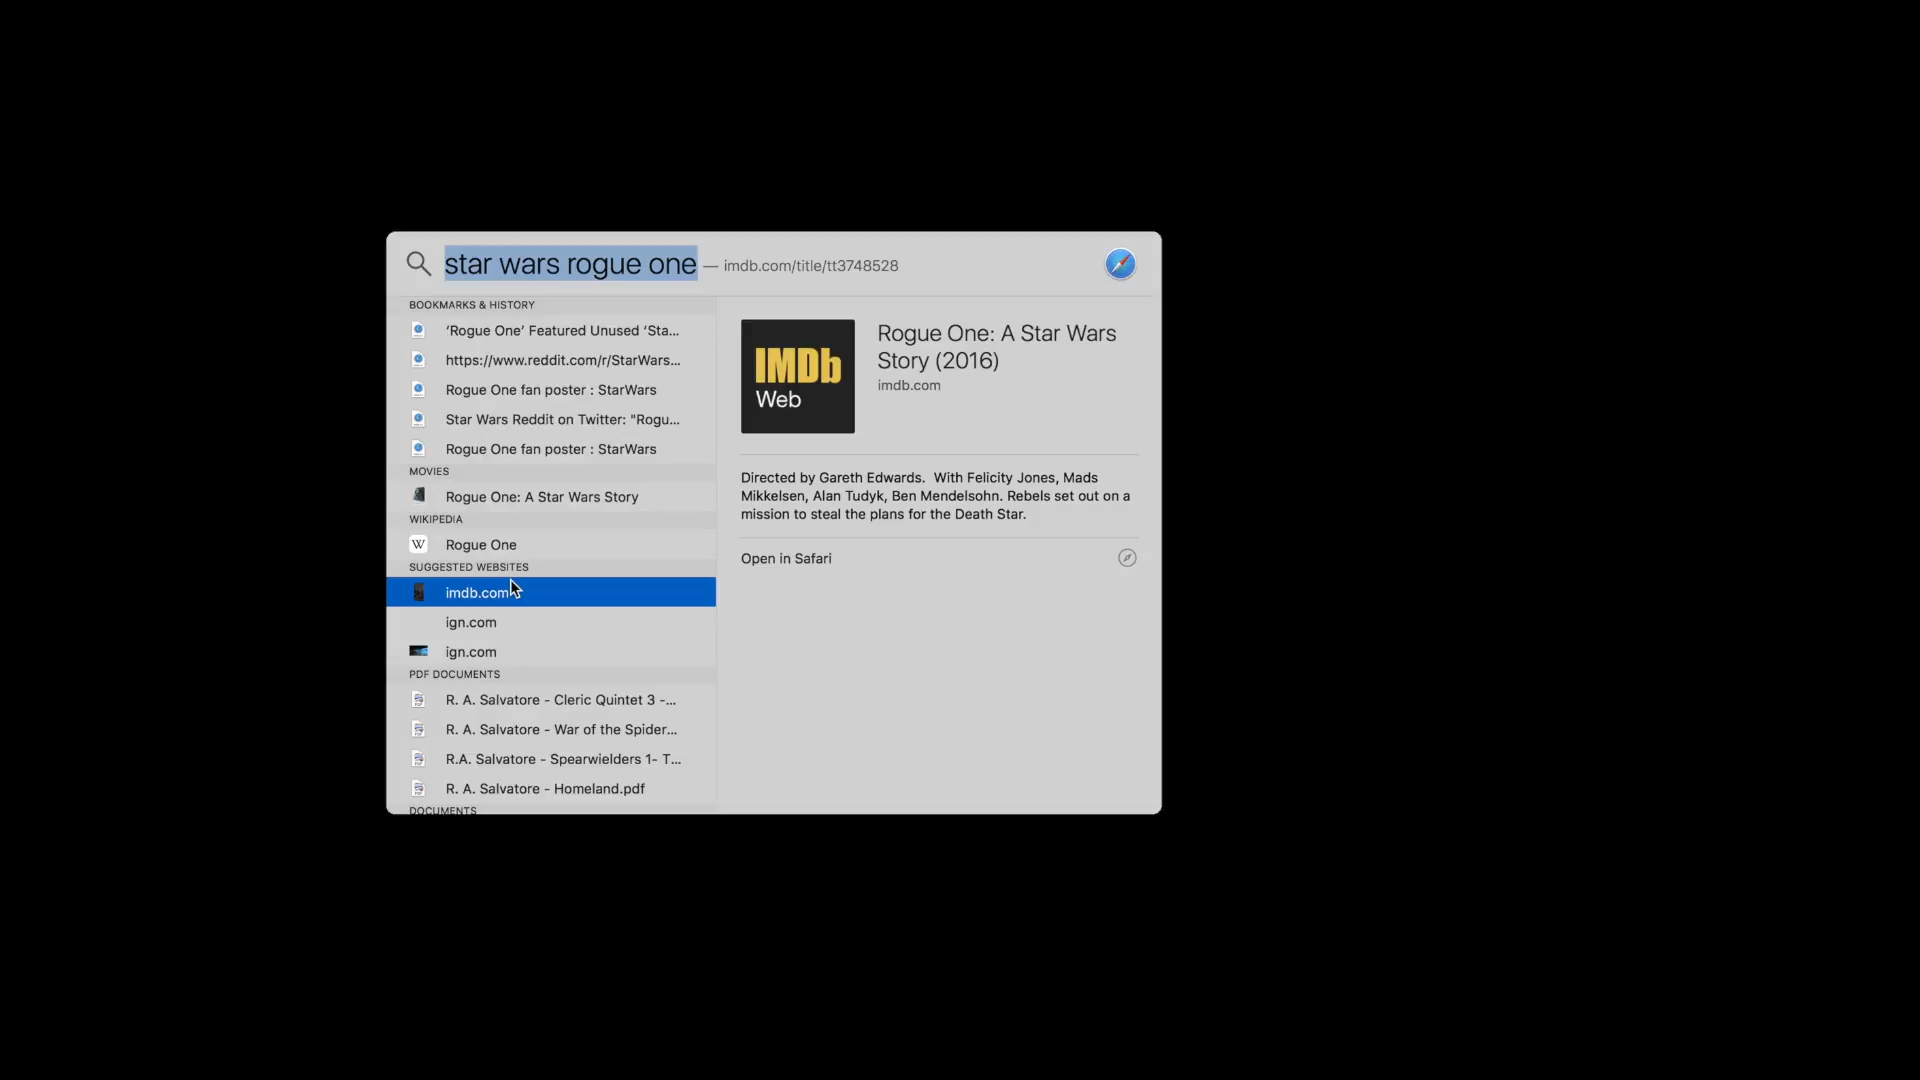 star wars rogue one — imdb.com/title/tt3748528
BOOKMARKS & HISTORY
‘Rogue One’ Featured Unused ‘Sta...
https://www.reddit.com/r/StarWars...
Rogue One fan poster : StarWars
Star Wars Reddit on Twitter: "Rogu...
Rogue One fan poster : StarWars
MOVIES
Rogue One: A Star Wars Story
WIKIPEDIA
W
Rogue One
SUGGESTED WEBSITES
imdb.com
ign.com
ign.com
PDF DOCUMENTS
R. A. Salvatore - Cleric Quintet 3 -...
R. A. Salvatore - War of the Spider...
R.A. Salvatore - Spearwielders 1- T...
R. A. Salvatore - Homeland.pdf
DOCUMENTS
IMDb
Web
Rogue One: A Star Wars
Story (2016)
imdb.com
Directed by Gareth Edwards.  With Felicity Jones, Mads
Mikkelsen, Alan Tudyk, Ben Mendelsohn. Rebels set out on a
mission to steal the plans for the Death Star.
Open in Safari